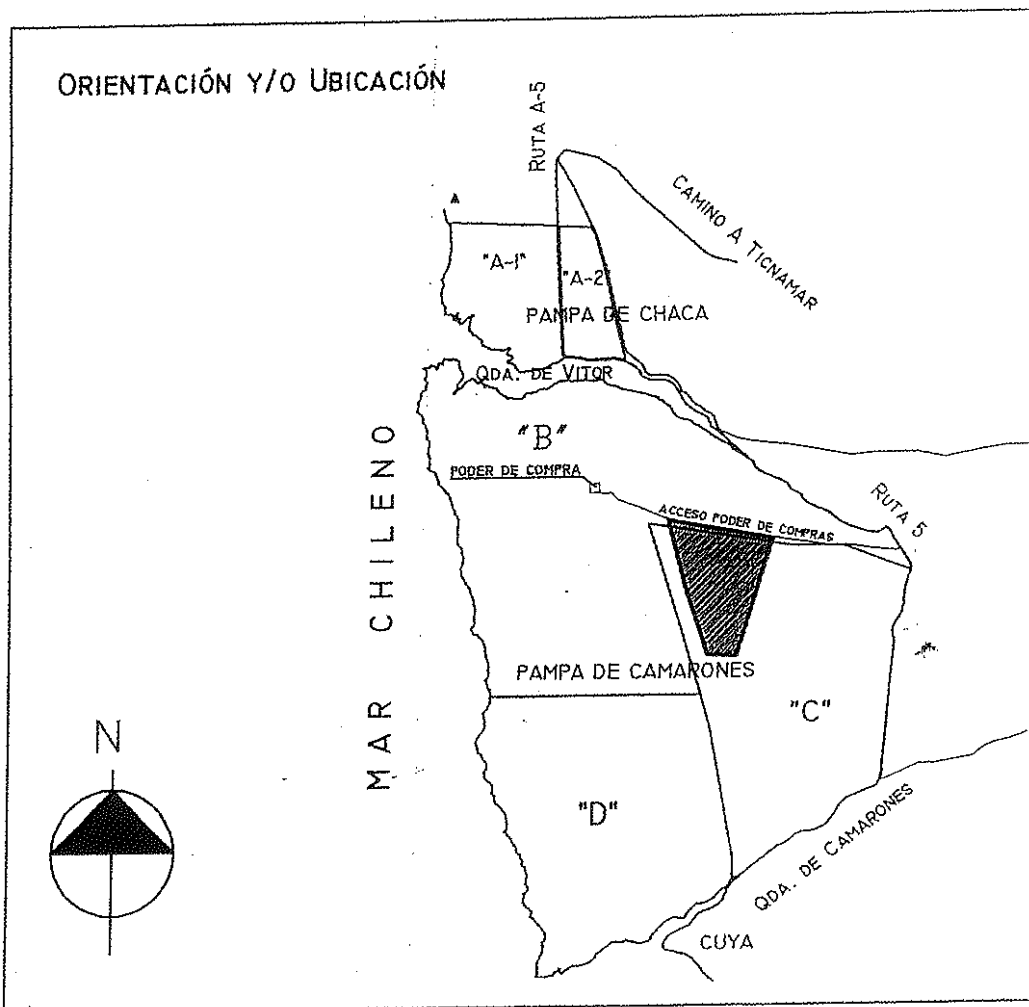 ORIENTACIÓN Y/O UBICACIÓN
RUTA A-5
CAMINO A TICNAMAR
"A-1"
"A-2"
PAMPA DE CHACA
QDA. DE VITOR
"B"
PODER DE COMPRA
ACCESO PODER DE COMPRAS
RUTA 5
MAR CHILENO
PAMPA DE CAMARONES
"C"
N
"D"
QDA. DE CAMARONES
CUYA